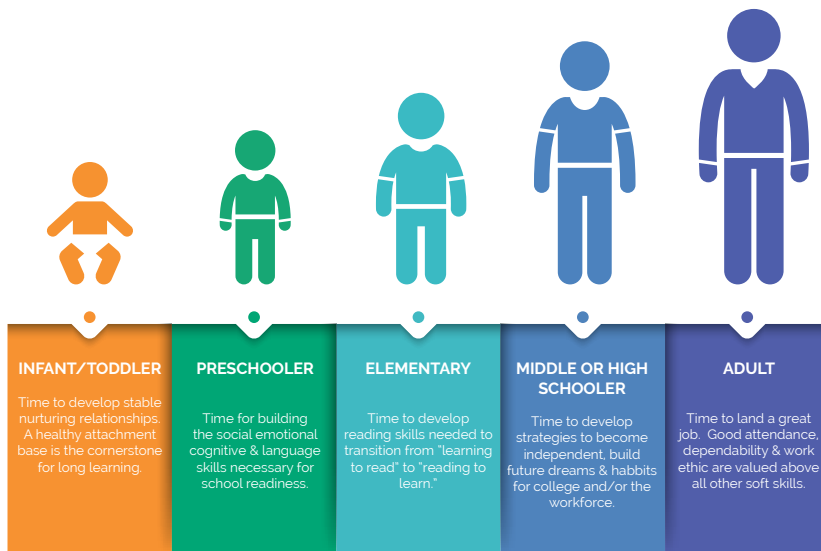 INFANT/TODDLER
Time to develop stable
nurturing relationships.
A healthy attachment
base is the cornerstone
for long learning.
PRESCHOOLER
Time for building
the social emotional
cognitive & language
skills necessary for
school readiness.
ELEMENTARY
Time to develop
reading skills needed to
transition from “learning
to read” to “reading to
learn.”
MIDDLE OR HIGH
SCHOOLER
Time to develop
strategies to become
independent, build
future dreams & habbits
for college and/or the
workforce.
ADULT
Time to land a great
job. Good attendance,
dependability & work
ethic are valued above
all other soft skills.